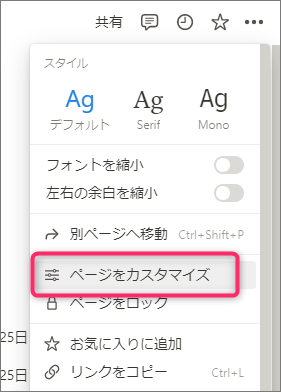 共有
スタイル
Ag Ag Ag
デフォルト Serif Mono
フォントを縮小
左右の余白を縮小
別ページへ移動 Ctrl+Shift+P
ページをカスタマイズ
ページをロック
25日 お気に入りに追加
リンクをコピー Ctrl+L
25日